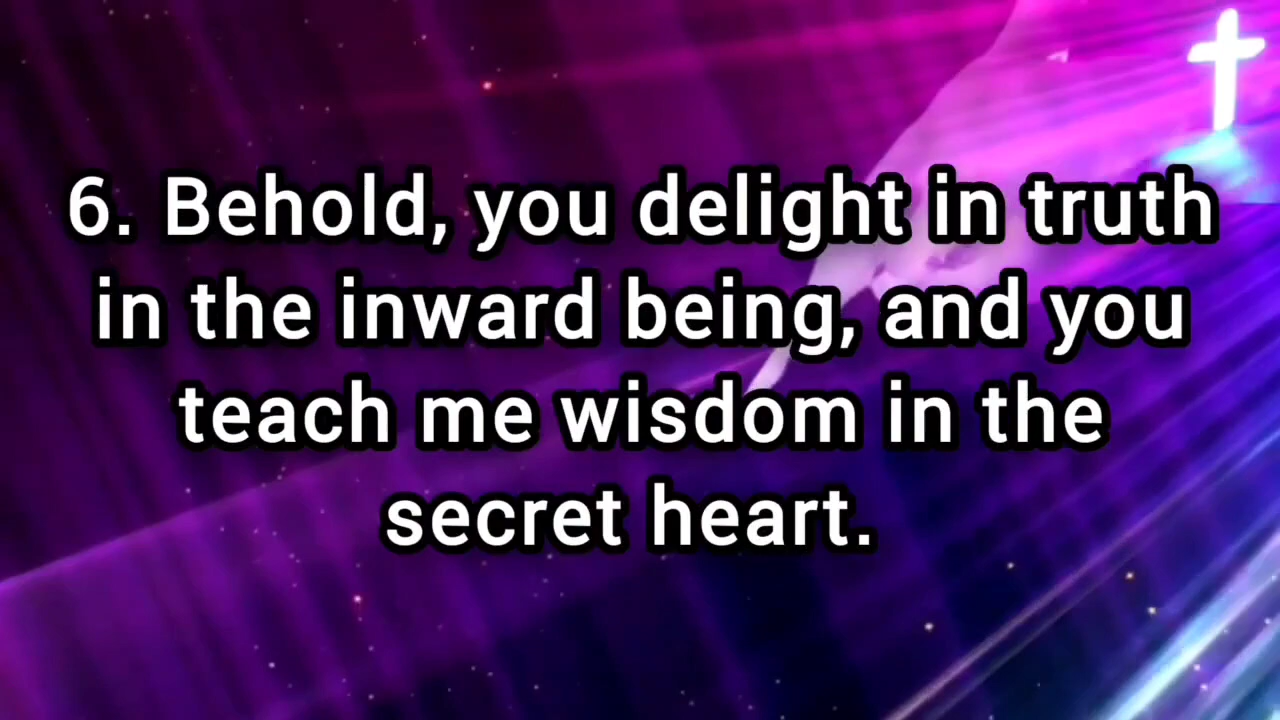 6. Behold, you delight in truth
in the inward being, and you
teach me wisdom in the
secret heart.